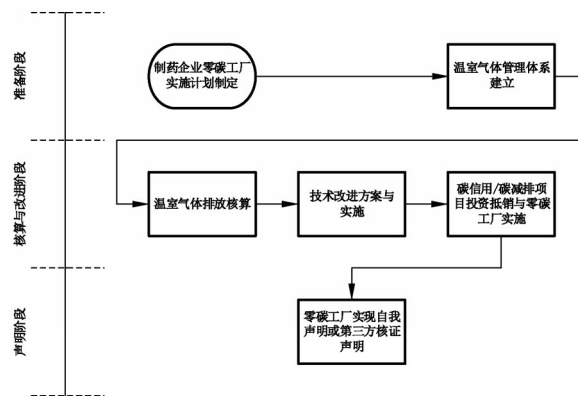 准备阶段
制药企业零碳工厂
实施计划制定
温室气体管理体系
建立
核算与改进阶段
温室气体排放核算
技术改进方案与
实施
碳信用/碳减排项
目投资抵销与零碳
工厂实施
声明阶段
零碳工厂实现自我
声明或第三方核证
声明